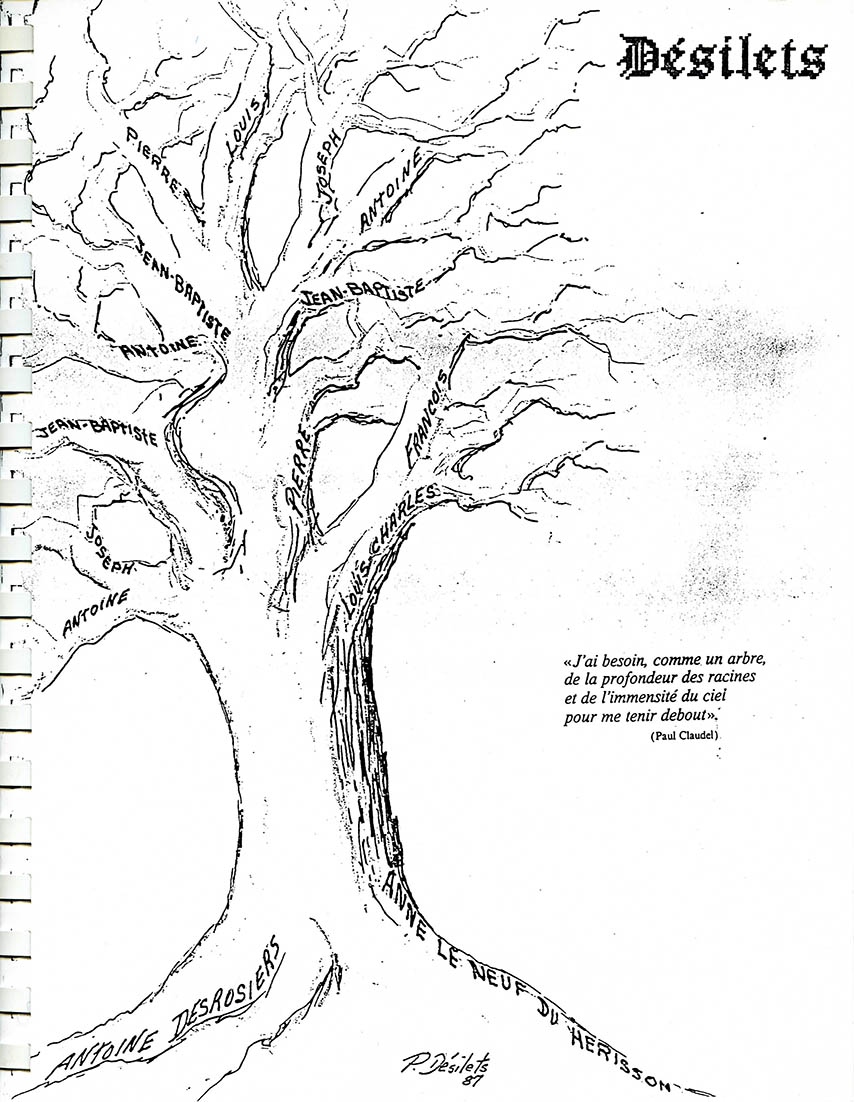 Désilets
LOUIS
PIERRE
JOSEPH
ANTOINE
JEAN-BAPTISTE
JEAN-BAPTISTE
ANTOINE
FRANCOIS
JEAN-BAPTISTE
PIERRE
LOUIS CHARLES
JOSEPH
ANTOINE
«J'ai besoin, comme un arbre,
de la profondeur des racines
et de l'immensité du ciel
pour me tenir debout».
(Paul Claudel)
ANNE LE NEUF DU HERISSON
ANTOINE DESROSIERS
P. Désilets
87